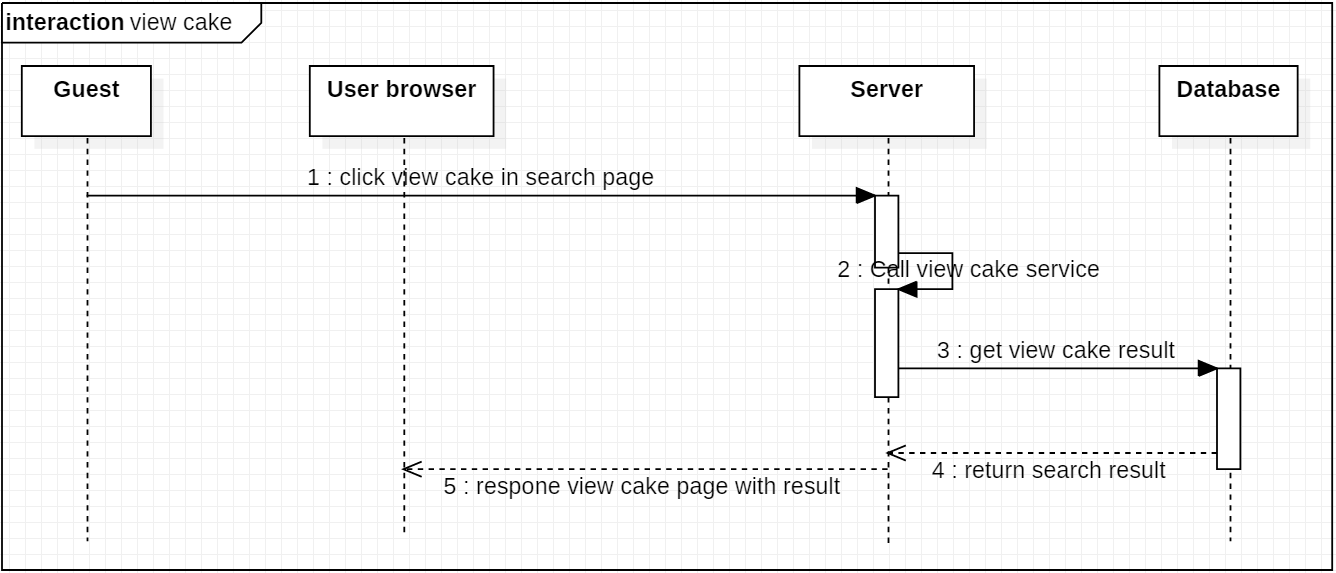 interaction view cake
Guest
User browser
Server
Database
1 : click view cake in search page
2 : Call view cake service
3 : get view cake result
4 : return search result
5 : respone view cake page with result